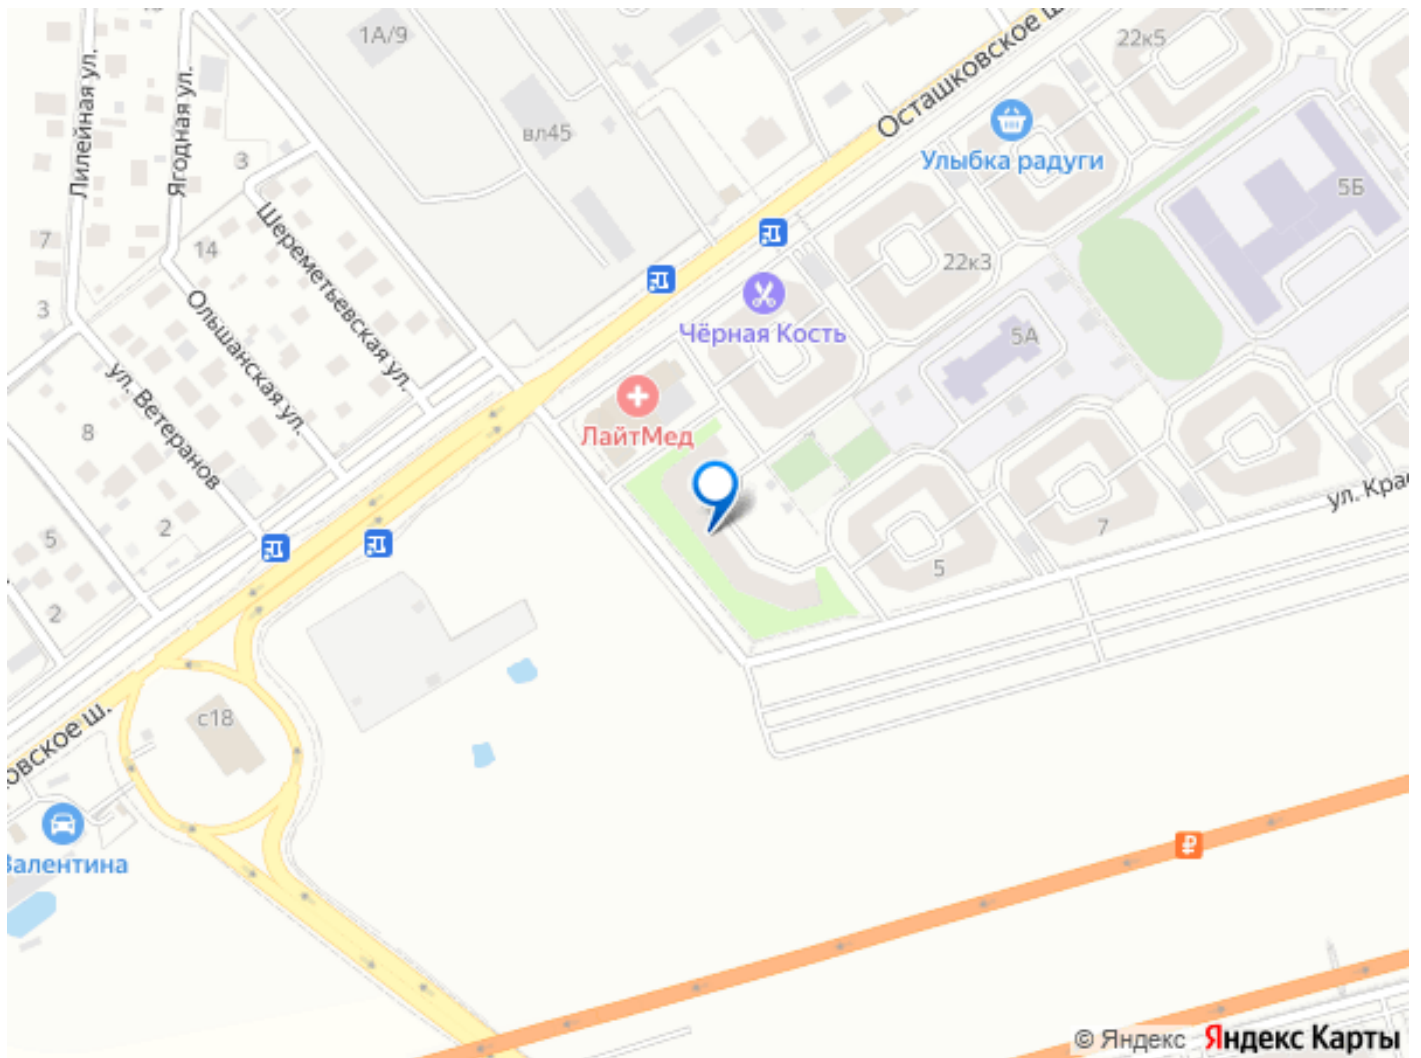 1А/9
Осташковское ш.
22к5
Лилейная ул.
Ягодная ул.
вл45
3
Улыбка радуги
5Б
7
14
Шереметьевская ул.
22к3
3
Ольшанская ул.
Чёрная Кость
5А
ул. Ветеранов
8
ЛайтМед
ул. Крас
2
5
7
5
2
с18
овское ш.
Валентина
© Яндекс Яндекс Карты